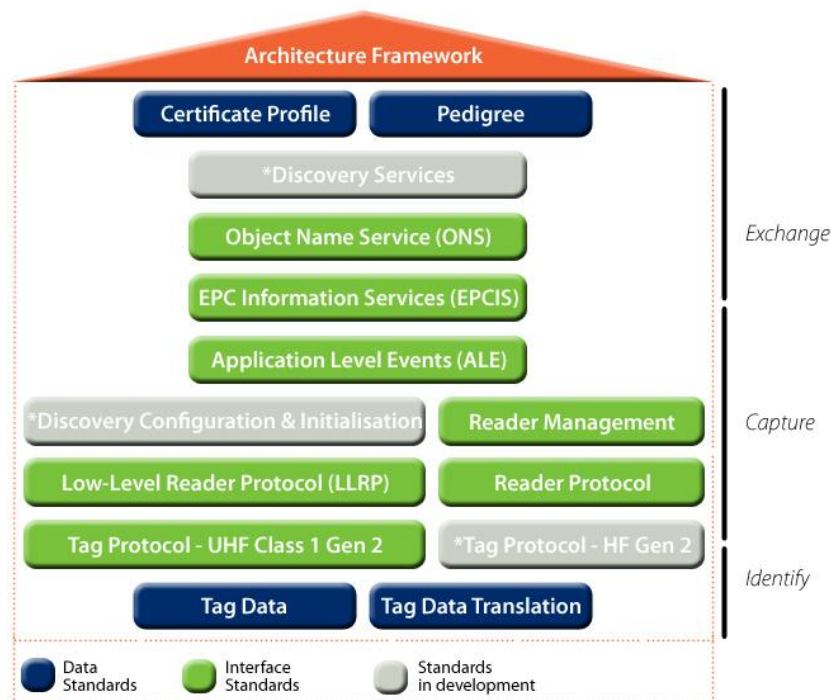 Architecture Framework
Certificate Profile
Pedigree
*Discovery Services
Object Name Service (ONS)
Exchange
EPC Information Services (EPCIS)
Application Level Events (ALE)
*Discovery Configuration & Initialisation
Reader Management
Capture
Low-Level Reader Protocol (LLRP)
Reader Protocol
Tag Protocol - UHF Class 1 Gen 2
*Tag Protocol - HF Gen 2
Identify
Tag Data
Tag Data Translation
Data
Standards
Interface
Standards
Standards
in development